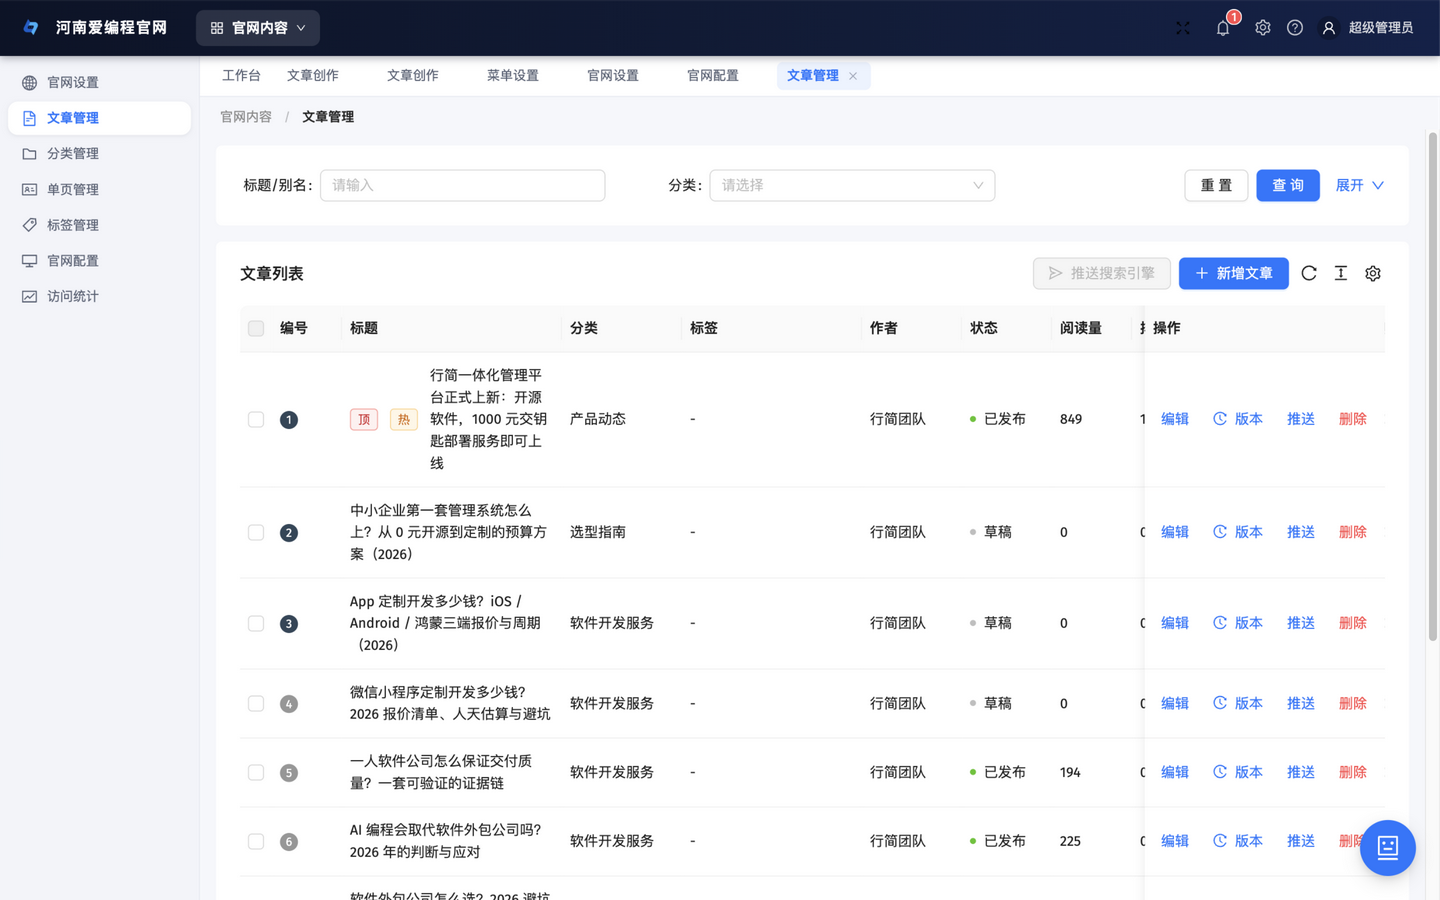 河南爱编程官网
官网内容
1
超级管理员
官网设置
文章管理
分类管理
单页管理
标签管理
官网配置
访问统计
工作台
文章创作
文章创作
菜单设置
官网设置
官网配置
文章管理
官网内容 / 文章管理
标题/别名：
请输入
分类：
请选择
重 置
查 询
展开
文章列表
推送搜索引擎
新增文章
编号 标题 分类 标签 作者 状态 阅读量 操作
1
顶 热
行简一体化管理平
台正式上新：开源
软件，1000 元交钥
匙部署服务即可上
线
产品动态 - 行简团队 已发布 849 1 编辑 版本 推送 删除
2
中小企业第一套管理系统怎么
上？从 0 元开源到定制的预算方
案（2026）
选型指南 - 行简团队 草稿 0 编辑 版本 推送 删除
3
App 定制开发多少钱？iOS /
Android / 鸿蒙三端报价与周期
（2026）
软件开发服务 - 行简团队 草稿 0 编辑 版本 推送 删除
4
微信小程序定制开发多少钱？
2026 报价清单、人天估算与避坑
软件开发服务 - 行简团队 草稿 0 编辑 版本 推送 删除
5
一人软件公司怎么保证交付质
量？一套可验证的证据链
软件开发服务 - 行简团队 已发布 194 编辑 版本 推送 删除
6
AI 编程会取代软件外包公司吗？
2026 年的判断与应对
软件开发服务 - 行简团队 已发布 225 编辑 版本 推送 删除
软件外包公司怎么选？2026 避坑